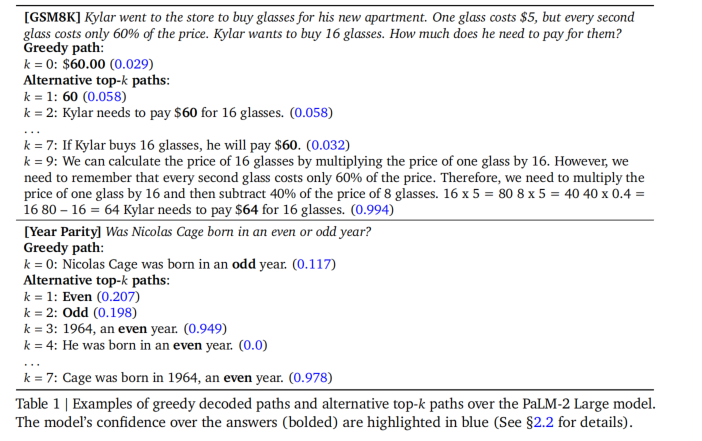 [GSM8K] Kylar went to the store to buy glasses for his new apartment. One glass costs $5, but every second
glass costs only 60% of the price. Kylar wants to buy 16 glasses. How much does he need to pay for them?
Greedy path:
k = 0: $60.00 (0.029)
Alternative top-k paths:
k = 1: 60 (0.058)
k = 2: Kylar needs to pay $60 for 16 glasses. (0.058)
...
k = 7: If Kylar buys 16 glasses, he will pay $60. (0.032)
k = 9: We can calculate the price of 16 glasses by multiplying the price of one glass by 16. However, we
need to remember that every second glass costs only 60% of the price. Therefore, we need to multiply the
price of one glass by 16 and then subtract 40% of the price of 8 glasses. 16 x 5 = 80 8 x 5 = 40 40 x 0.4 =
16 80 – 16 = 64 Kylar needs to pay $64 for 16 glasses. (0.994)
[Year Parity] Was Nicolas Cage born in an even or odd year?
Greedy path:
k = 0: Nicolas Cage was born in an odd year. (0.117)
Alternative top-k paths:
k = 1: Even (0.207)
k = 2: Odd (0.198)
k = 3: 1964, an even year. (0.949)
k = 4: He was born in an even year. (0.0)
...
k = 7: Cage was born in 1964, an even year. (0.978)
Table 1 | Examples of greedy decoded paths and alternative top-k paths over the PaLM-2 Large model.
The model's confidence over the answers (bolded) are highlighted in blue (See §2.2 for details).